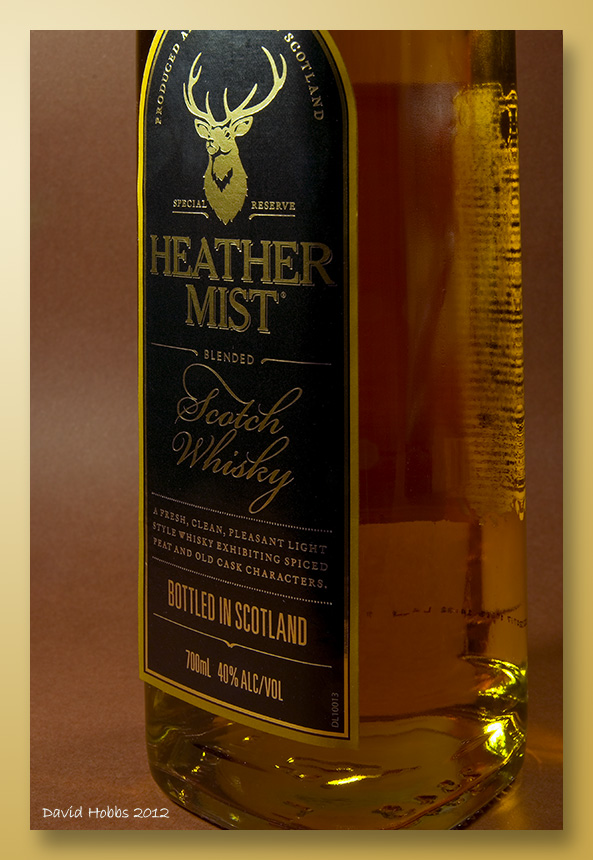 PRODUCED A
SCOTLAND
SPECIAL RESERVE
HEATHER
MIST®
BLENDED
Scotch
Whisky
A FRESH, CLEAN, PLEASANT LIGHT
STYLE WHISKY EXHIBITING SPICED
PEAT AND OLD CASK CHARACTERS.
BOTTLED IN SCOTLAND
700mL 40% ALC/VOL
DL10013
David Hobbs 2012